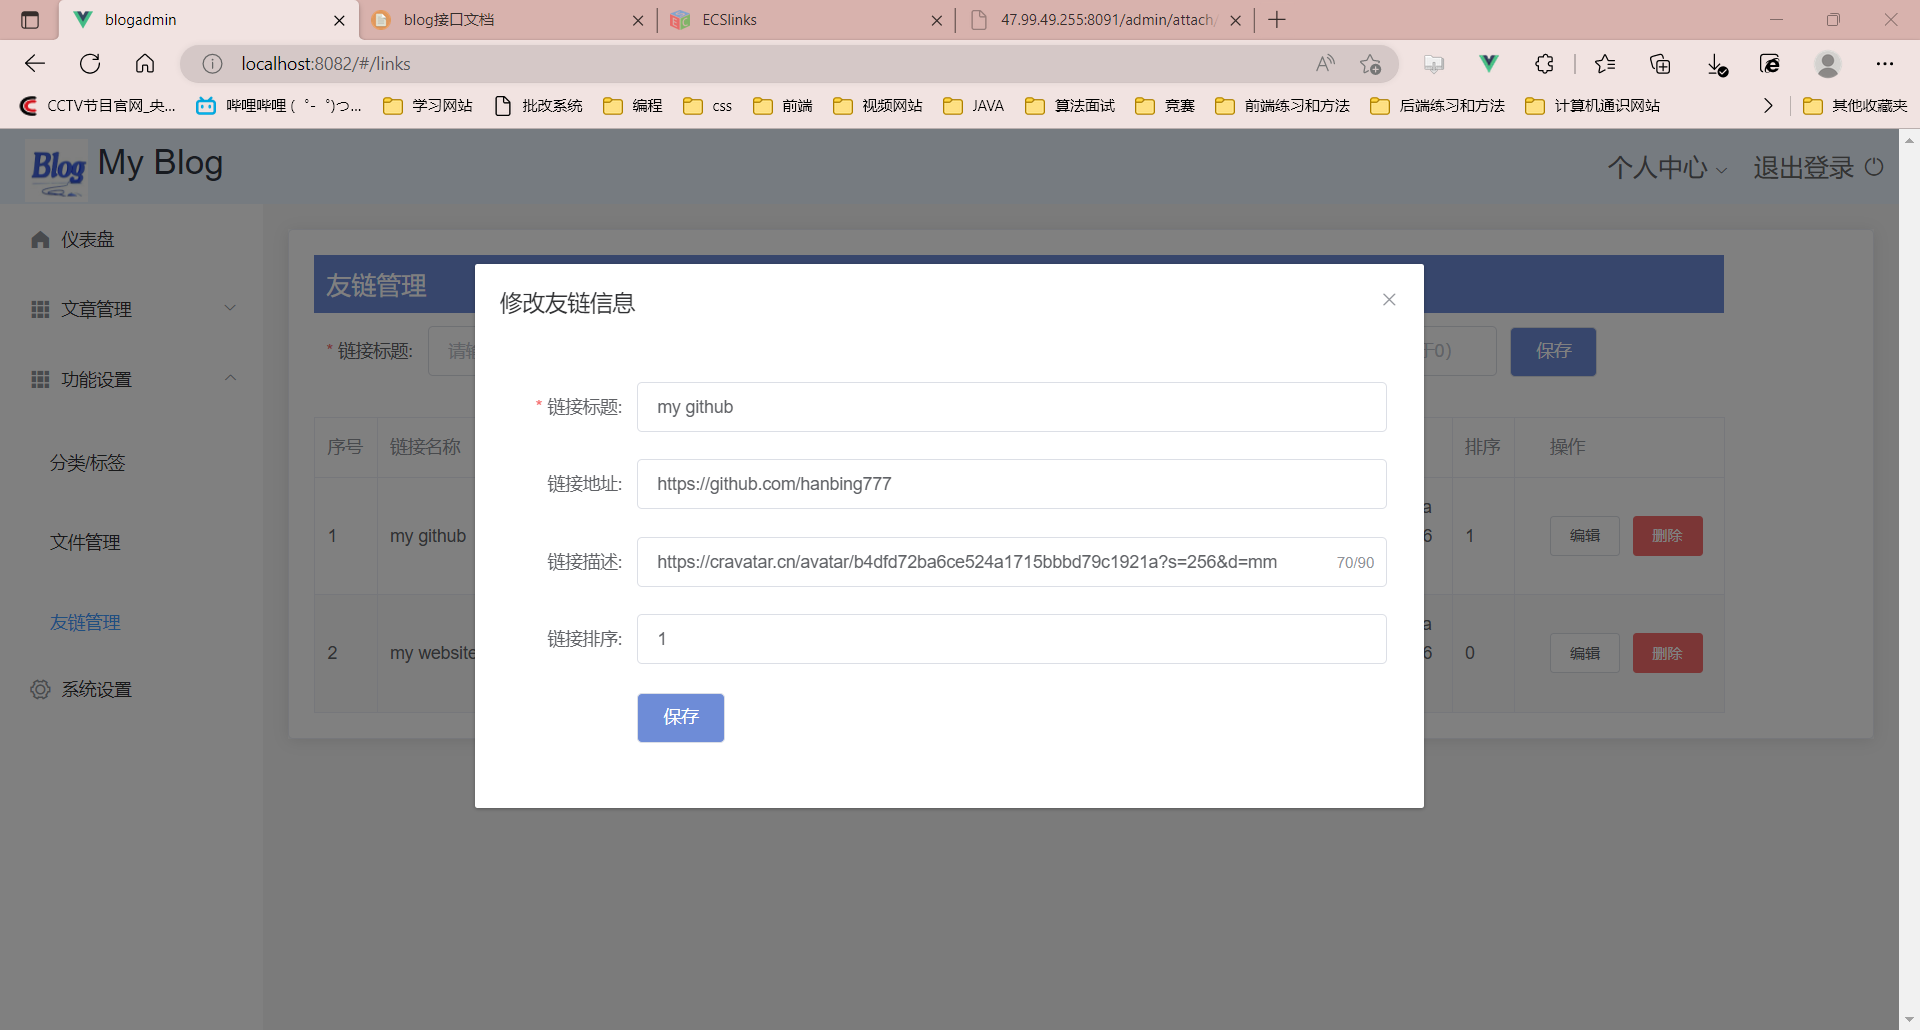 blogadmin
blog接口文档
ECSlinks
47.99.49.255:8091/admin/attach/
localhost:8082/#/links
CCTV节目官网_央...
哔哩哔哩 (゜-゜)つ...
学习网站
批改系统
编程
css
前端
视频网站
JAVA
算法面试
竞赛
前端练习和方法
后端练习和方法
计算机通识网站
其他收藏夹
Blog
My Blog
个人中心
退出登录
仪表盘
文章管理
功能设置
分类/标签
文件管理
友链管理
系统设置
友链管理
* 链接标题:
请输
于0)
保存
序号
链接名称
排序
操作
1
my github
a
6
1
编辑
删除
2
my website
a
6
0
编辑
删除
修改友链信息
* 链接标题:
my github
链接地址:
https://github.com/hanbing777
链接描述:
https://cravatar.cn/avatar/b4dfd72ba6ce524a1715bbbd79c1921a?s=256&d=mm
70/90
链接排序:
1
保存